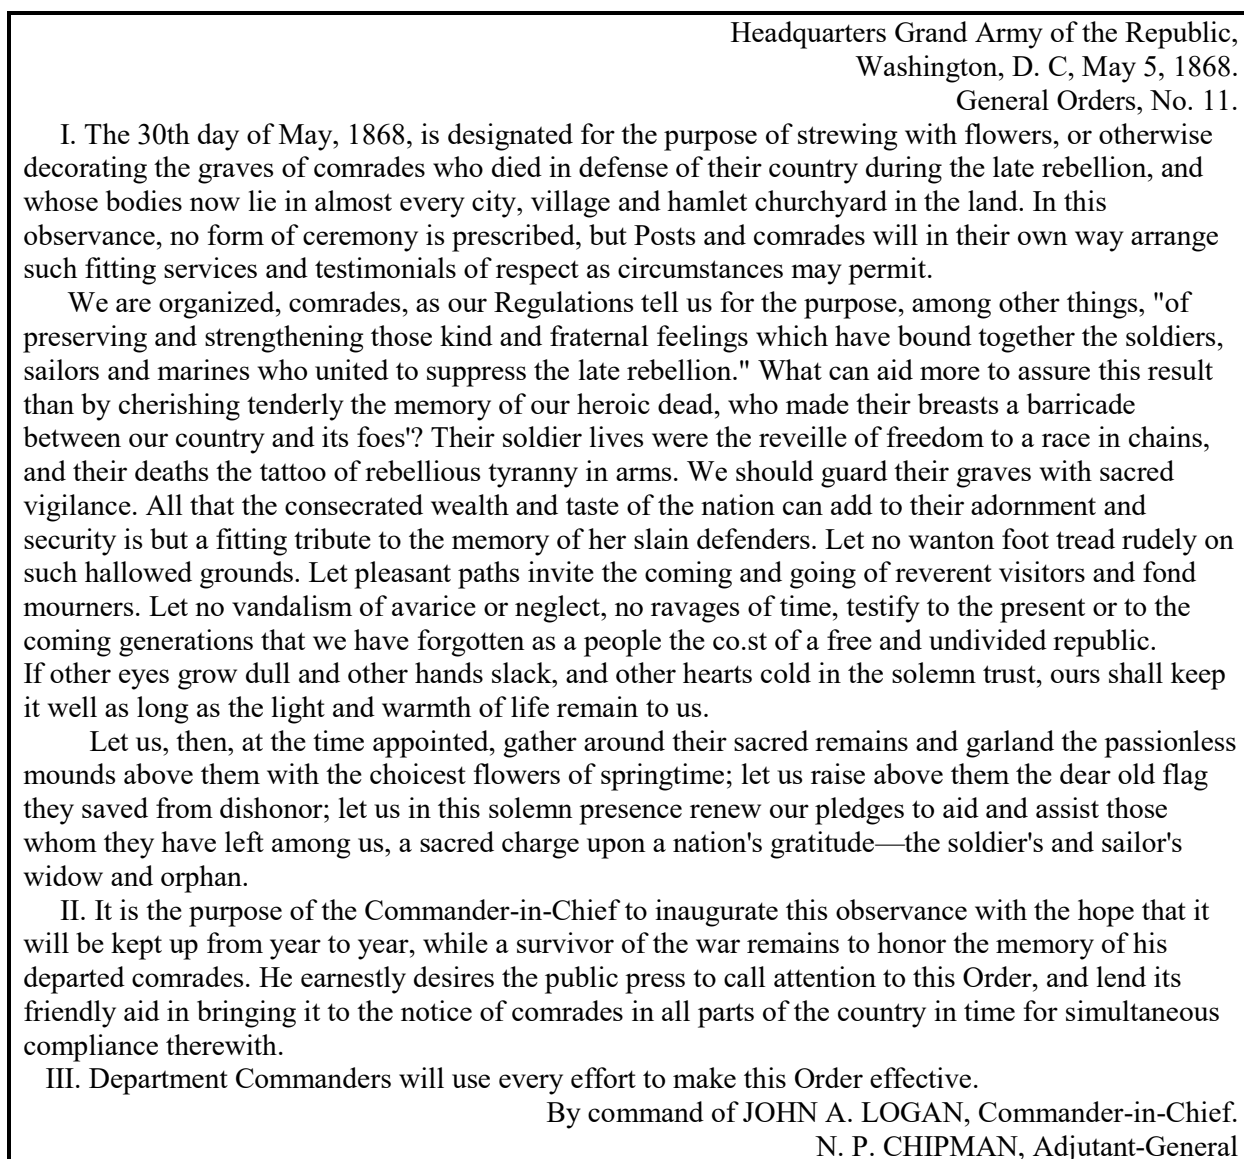 Headquarters Grand Army of the Republic,
Washington, D. C, May 5, 1868.
General Orders, No. 11.
I. The 30th day of May, 1868, is designated for the purpose of strewing with flowers, or otherwise
decorating the graves of comrades who died in defense of their country during the late rebellion, and
whose bodies now lie in almost every city, village and hamlet churchyard in the land. In this
observance, no form of ceremony is prescribed, but Posts and comrades will in their own way arrange
such fitting services and testimonials of respect as circumstances may permit.
We are organized, comrades, as our Regulations tell us for the purpose, among other things, "of
preserving and strengthening those kind and fraternal feelings which have bound together the soldiers,
sailors and marines who united to suppress the late rebellion." What can aid more to assure this result
than by cherishing tenderly the memory of our heroic dead, who made their breasts a barricade
between our country and its foes'? Their soldier lives were the reveille of freedom to a race in chains,
and their deaths the tattoo of rebellious tyranny in arms. We should guard their graves with sacred
vigilance. All that the consecrated wealth and taste of the nation can add to their adornment and
security is but a fitting tribute to the memory of her slain defenders. Let no wanton foot tread rudely on
such hallowed grounds. Let pleasant paths invite the coming and going of reverent visitors and fond
mourners. Let no vandalism of avarice or neglect, no ravages of time, testify to the present or to the
coming generations that we have forgotten as a people the co.st of a free and undivided republic.
If other eyes grow dull and other hands slack, and other hearts cold in the solemn trust, ours shall keep
it well as long as the light and warmth of life remain to us.
Let us, then, at the time appointed, gather around their sacred remains and garland the passionless
mounds above them with the choicest flowers of springtime; let us raise above them the dear old flag
they saved from dishonor; let us in this solemn presence renew our pledges to aid and assist those
whom they have left among us, a sacred charge upon a nation's gratitude—the soldier's and sailor's
widow and orphan.
II. It is the purpose of the Commander-in-Chief to inaugurate this observance with the hope that it
will be kept up from year to year, while a survivor of the war remains to honor the memory of his
departed comrades. He earnestly desires the public press to call attention to this Order, and lend its
friendly aid in bringing it to the notice of comrades in all parts of the country in time for simultaneous
compliance therewith.
III. Department Commanders will use every effort to make this Order effective.
By command of JOHN A. LOGAN, Commander-in-Chief.
N. P. CHIPMAN, Adjutant-General